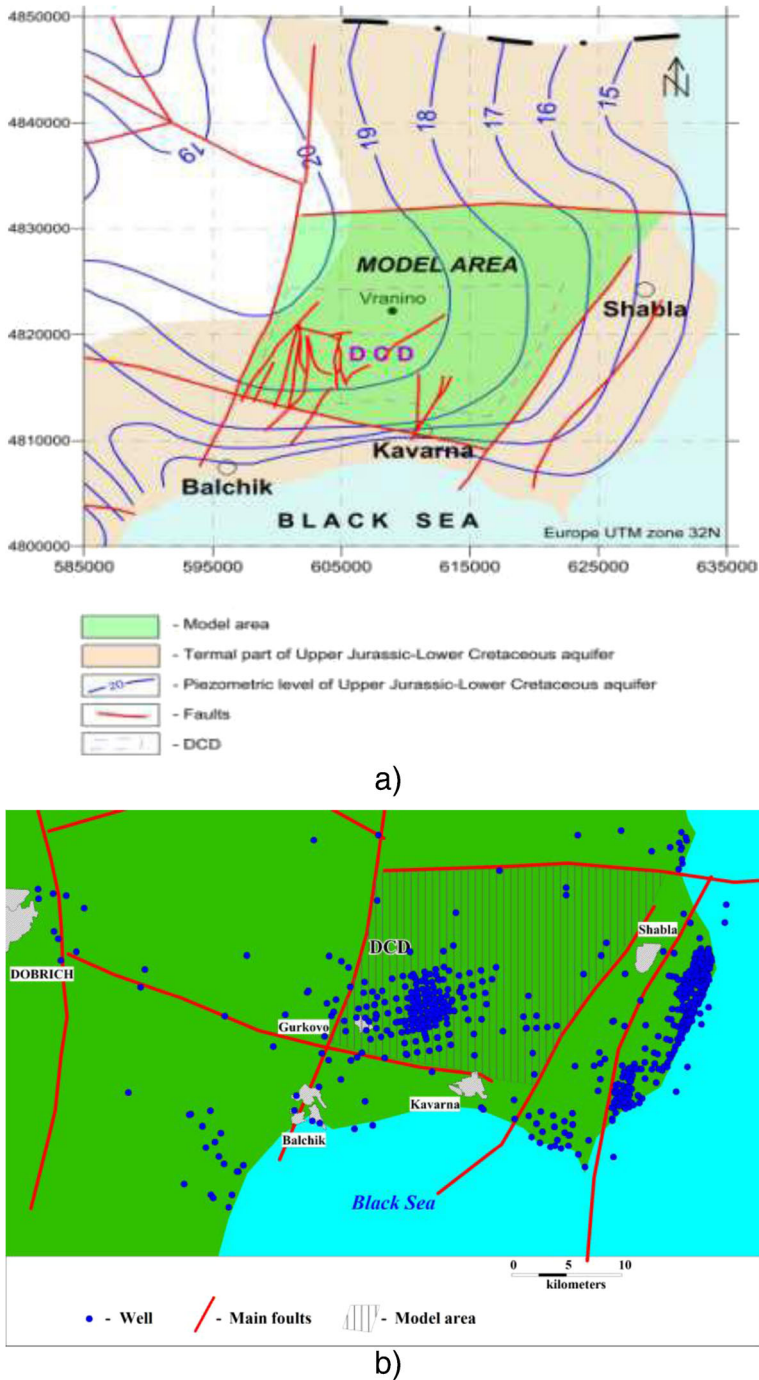 4850000
4840000
4830000
4820000
4810000
4800000
19
20
19
18
17
16
15
N
MODEL AREA
Vranino
DCD
Shabla
Kavarna
Balchik
BLACK SEA
Europe UTM zone 32N
585000 595000 605000 615000 625000 635000
- Model area
- Termal part of Upper Jurassic-Lower Cretaceous aquifer
20 - Piezometric level of Upper Jurassic-Lower Cretaceous aquifer
- Faults
- DCD
a)
DOBRICH
DCD
Shabla
Gurkovo
Kavarna
Balchik
Black Sea
0 5 10
kilometers
- Well
- Main foults
- Model area
b)